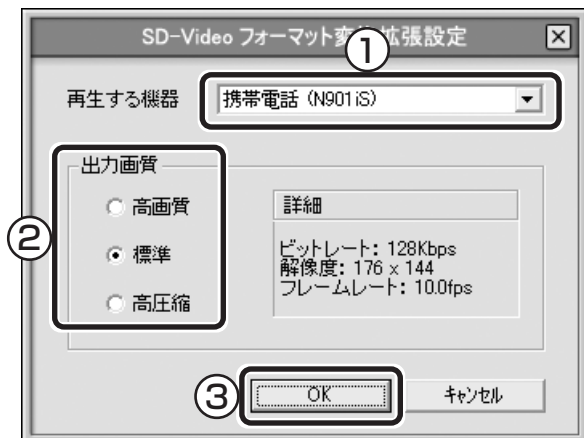 SD-Video フォーマット変換 拡張設定
①
再生する機器
携帯電話 (N901iS)
出力画質
②
高画質
標準
高圧縮
詳細
ビットレート: 128Kbps
解像度: 176 x 144
フレームレート: 10.0fps
③
OK
キャンセル